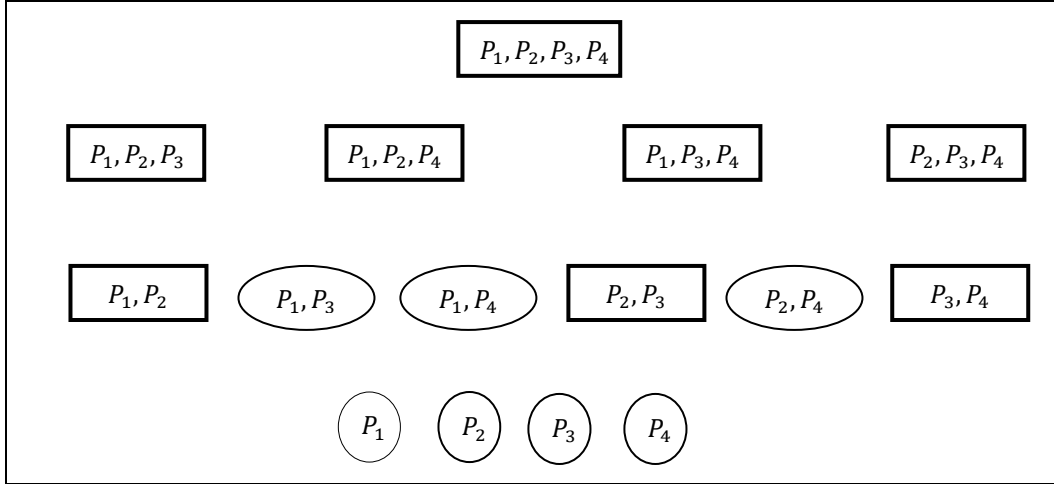 P₁, P₂, P₃, P₄
P₁, P₂, P₃
P₁, P₂, P₄
P₁, P₃, P₄
P₂, P₃, P₄
P₁, P₂
P₁, P₃
P₁, P₄
P₂, P₃
P₂, P₄
P₃, P₄
P₁
P₂
P₃
P₄